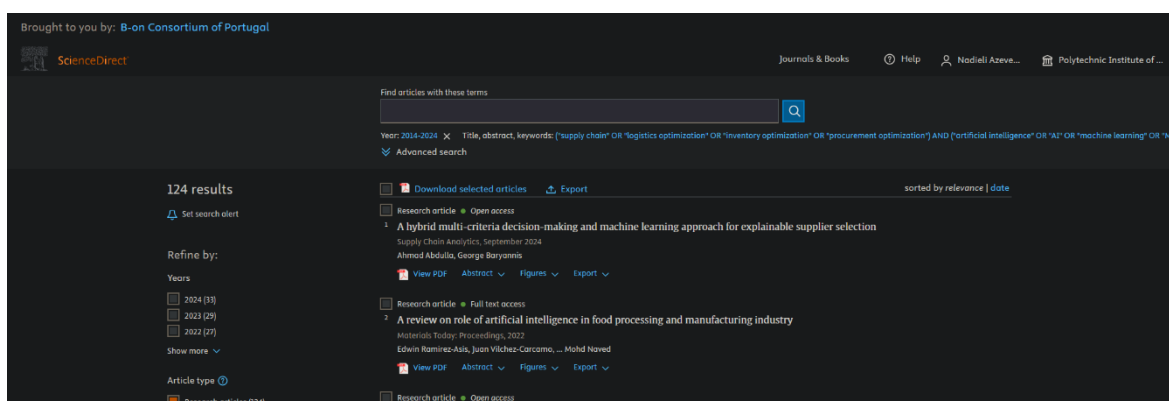 Brought to you by: B-on Consortium of Portugal
ScienceDirect
Journals & Books
Help
Nadieli Azeve...
Polytechnic Institute of ...
Find articles with these terms
Year: 2014-2024 X Title, abstract, keywords: ("supply chain" OR "logistics optimization" OR "inventory optimization" OR "procurement optimization") AND ("artificial intelligence" OR "AI" OR "machine learning" OR
Advanced search
124 results
Download selected articles
Export
sorted by relevance | date
Set search alert
Research article Open access
1 A hybrid multi-criteria decision-making and machine learning approach for explainable supplier selection
Supply Chain Analytics, September 2024
Ahmad Abdulla, George Baryannis
View PDF Abstract Figures Export
Refine by:
Years
2024 (33)
2023 (29)
2022 (27)
Show more
Research article Full text access
2 A review on role of artificial intelligence in food processing and manufacturing industry
Materials Today: Proceedings, 2022
Edwin Ramirez-Asis, Juan Vilchez-Carcamo, ... Mohd Naved
View PDF Abstract Figures Export
Article type
Research article Open access